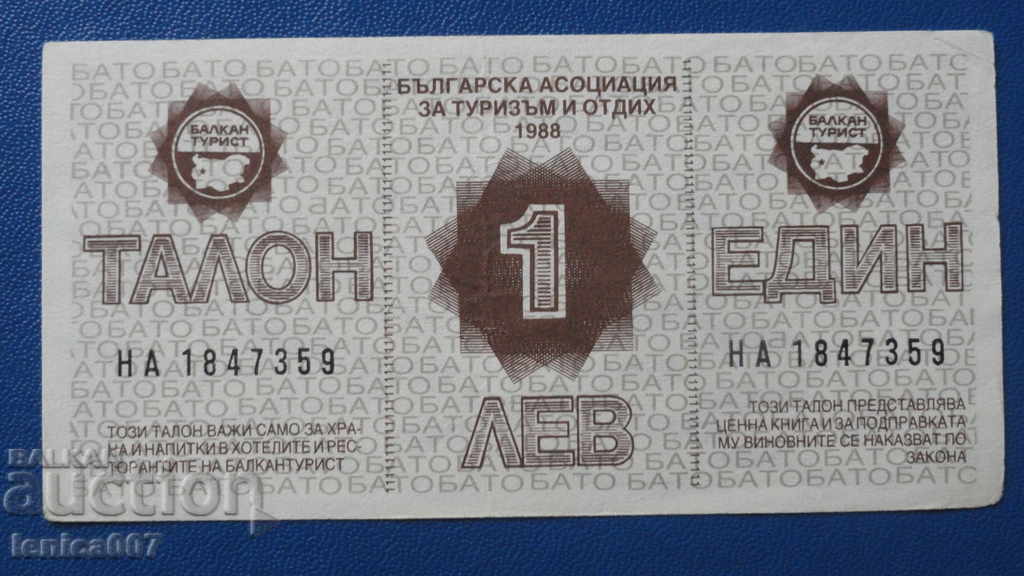 БЪЛГАРСКА АСОЦИАЦИЯ
ЗА ТУРИЗЪМ И ОТДИХ
1988
БАЛКАН
ТУРИСТ
БАЛКАН
ТУРИСТ
ТАЛОН
1
ЕДИН
НА 1847359
НА 1847359
ЛЕВ
ТОЗИ ТАЛОН ВАЖИ САМО ЗА ХРА-
НА И НАПИТКИ В ХОТЕЛИТЕ И РЕС-
ТОРАНТИТЕ НА БАЛКАНТУРИСТ
ТОЗИ ТАЛОН ПРЕДСТАВЛЯВА
ЦЕННА КНИГА И ЗА ПОДПРАВКАТА
МУ ВИНОВНИТЕ СЕ НАКАЗВАТ ПО
ЗАКОНА
БАЛКАН
auction
lenica007